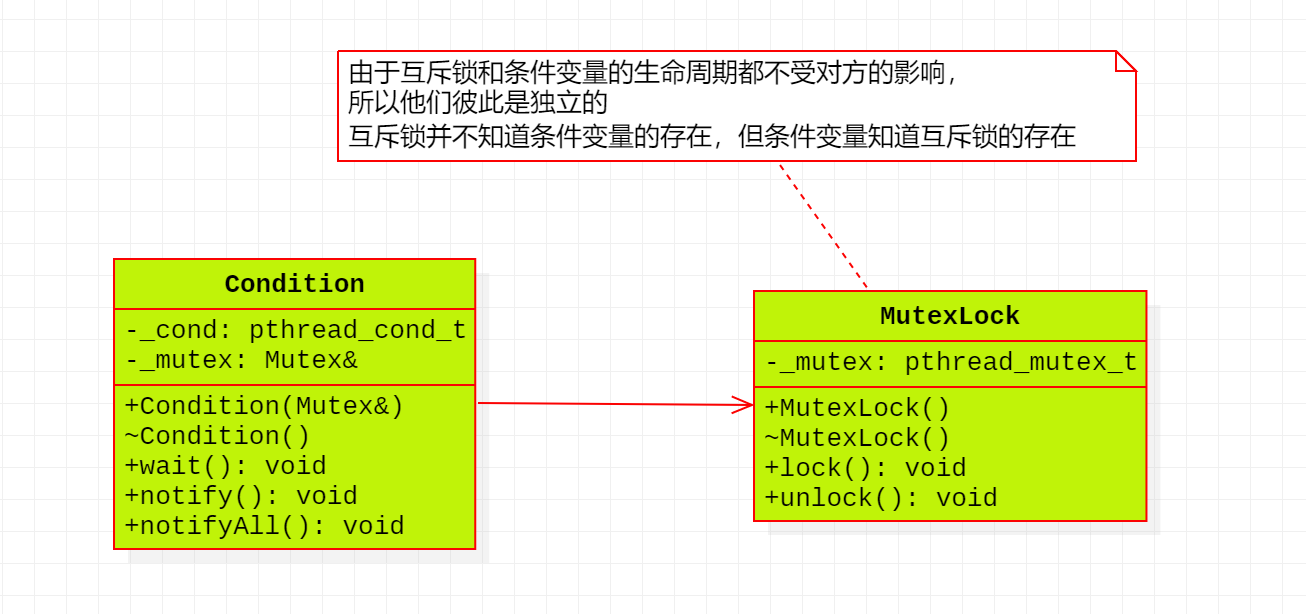 由于互斥锁和条件变量的生命周期都不受对方的影响，
所以他们彼此是独立的
互斥锁并不知道条件变量的存在，但条件变量知道互斥锁的存在
Condition
-_cond: pthread_cond_t
-_mutex: Mutex&
+Condition(Mutex&)
~Condition()
+wait(): void
+notify(): void
+notifyAll(): void
MutexLock
-_mutex: pthread_mutex_t
+MutexLock()
~MutexLock()
+lock(): void
+unlock(): void